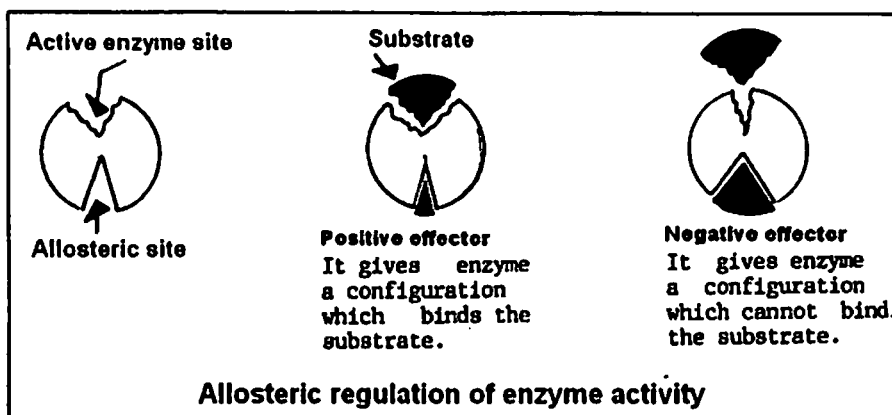 Active enzyme site
Substrate
Allosteric site
Positive effector
It gives enzyme
a configuration
which binds the
substrate.
Negative effector
It gives enzyme
a configuration
which cannot bind.
the substrate.
Allosteric regulation of enzyme activity